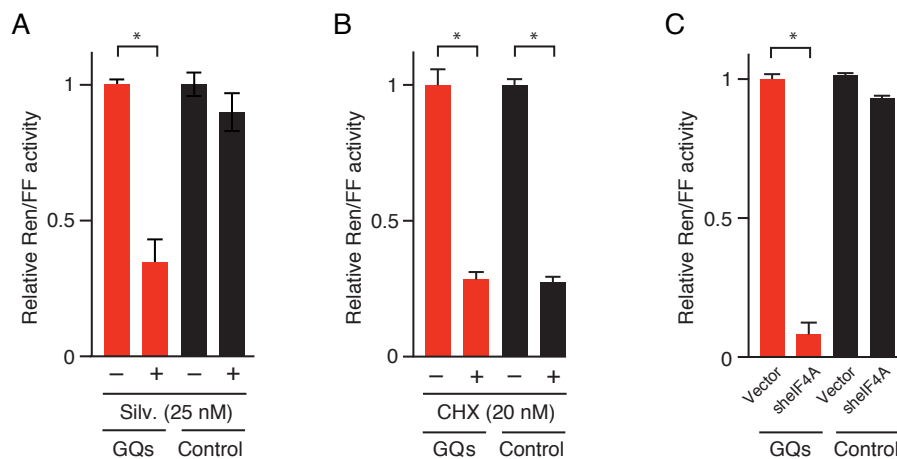 A
*
Relative Ren/FF activity
1
0.5
0
– + – +
Silv. (25 nM)
GQs Control
B
* *
Relative Ren/FF activity
1
0.5
0
– + – +
CHX (20 nM)
GQs Control
C
*
Relative Ren/FF activity
1
0.5
0
Vector sheIF4A Vector sheIF4A
GQs Control